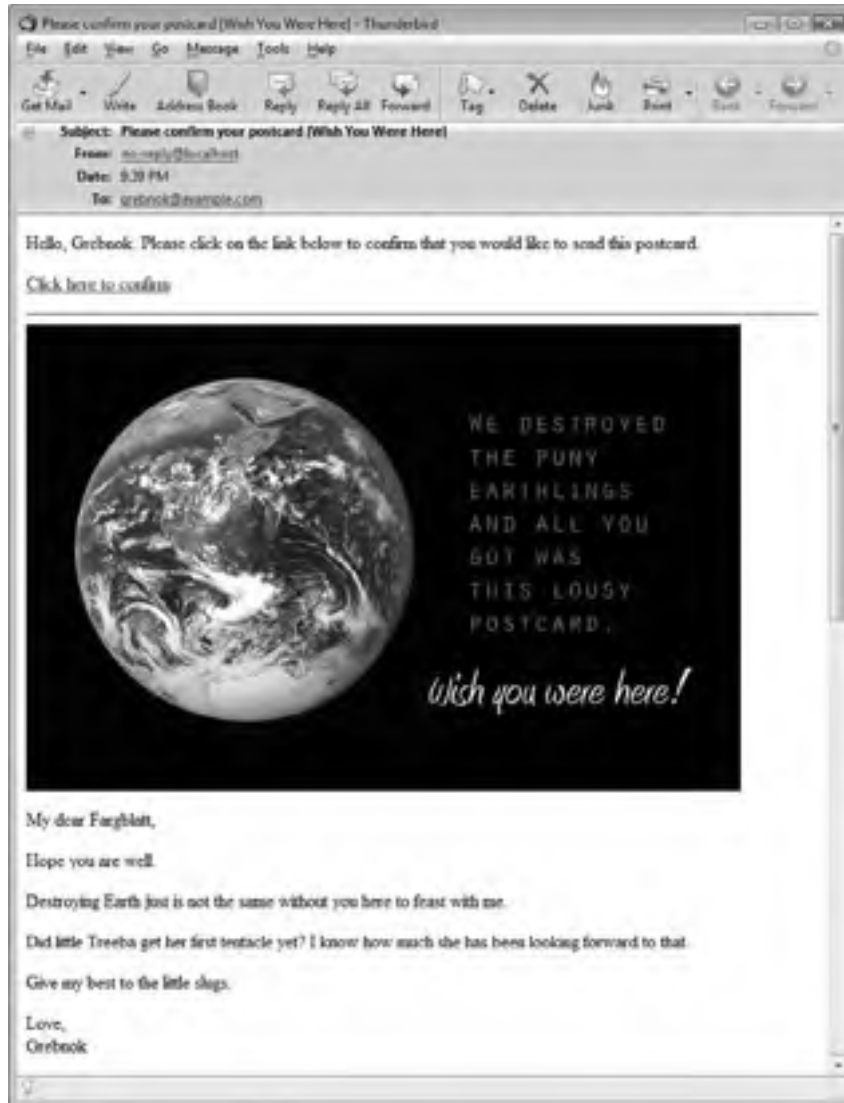 Please confirm your postcard [Wish You Were Here] - Thunderbird
File Edit View Go Message Tools Help
Get Mail Write Address Book Reply Reply All Forward Tag Delete Junk Print Back Forward
Subject: Please confirm your postcard [Wish You Were Here]
From: no-reply@localhost
Date: 9:39 PM
To: grebnok@example.com
Hello, Grebnok. Please click on the link below to confirm that you would like to send this postcard.
Click here to confirm
WE DESTROYED
THE PUNY
EARTHLINGS
AND ALL YOU
GOT WAS
THIS LOUSY
POSTCARD.
Wish you were here!
My dear Fargblatt,
Hope you are well.
Destroying Earth just is not the same without you here to feast with me.
Did little Treeba get her first tentacle yet? I know how much she has been looking forward to that.
Give my best to the little slugs.
Love,
Grebnok